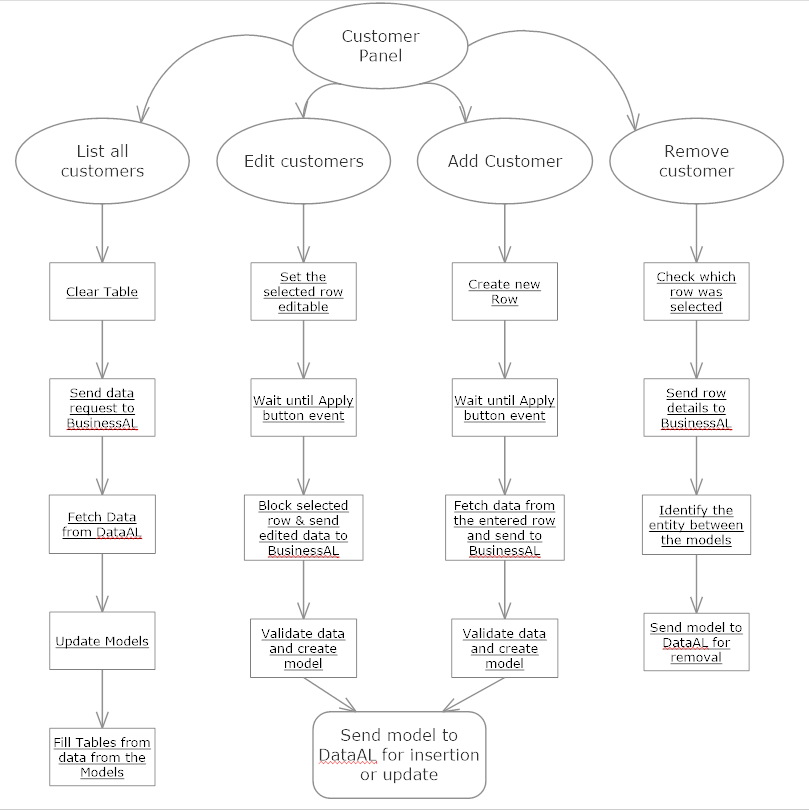 Customer
Panel
List all
customers
Edit customers
Add Customer
Remove
customer
Clear Table
Set the
selected row
editable
Create new
Row
Check which
row was
selected
Send data
request to
BusinessAL
Wait until Apply
button event
Wait until Apply
button event
Send row
details to
BusinessAL
Fetch Data
from DataAL
Block selected
row & send
edited data to
BusinessAL
Fetch data from
the entered row
and send to
BusinessAL
Identify the
entity between
the models
Update Models
Validate data
and create
model
Validate data
and create
model
Send model to
DataAL for
removal
Fill Tables from
data from the
Models
Send model to
DataAL for insertion
or update